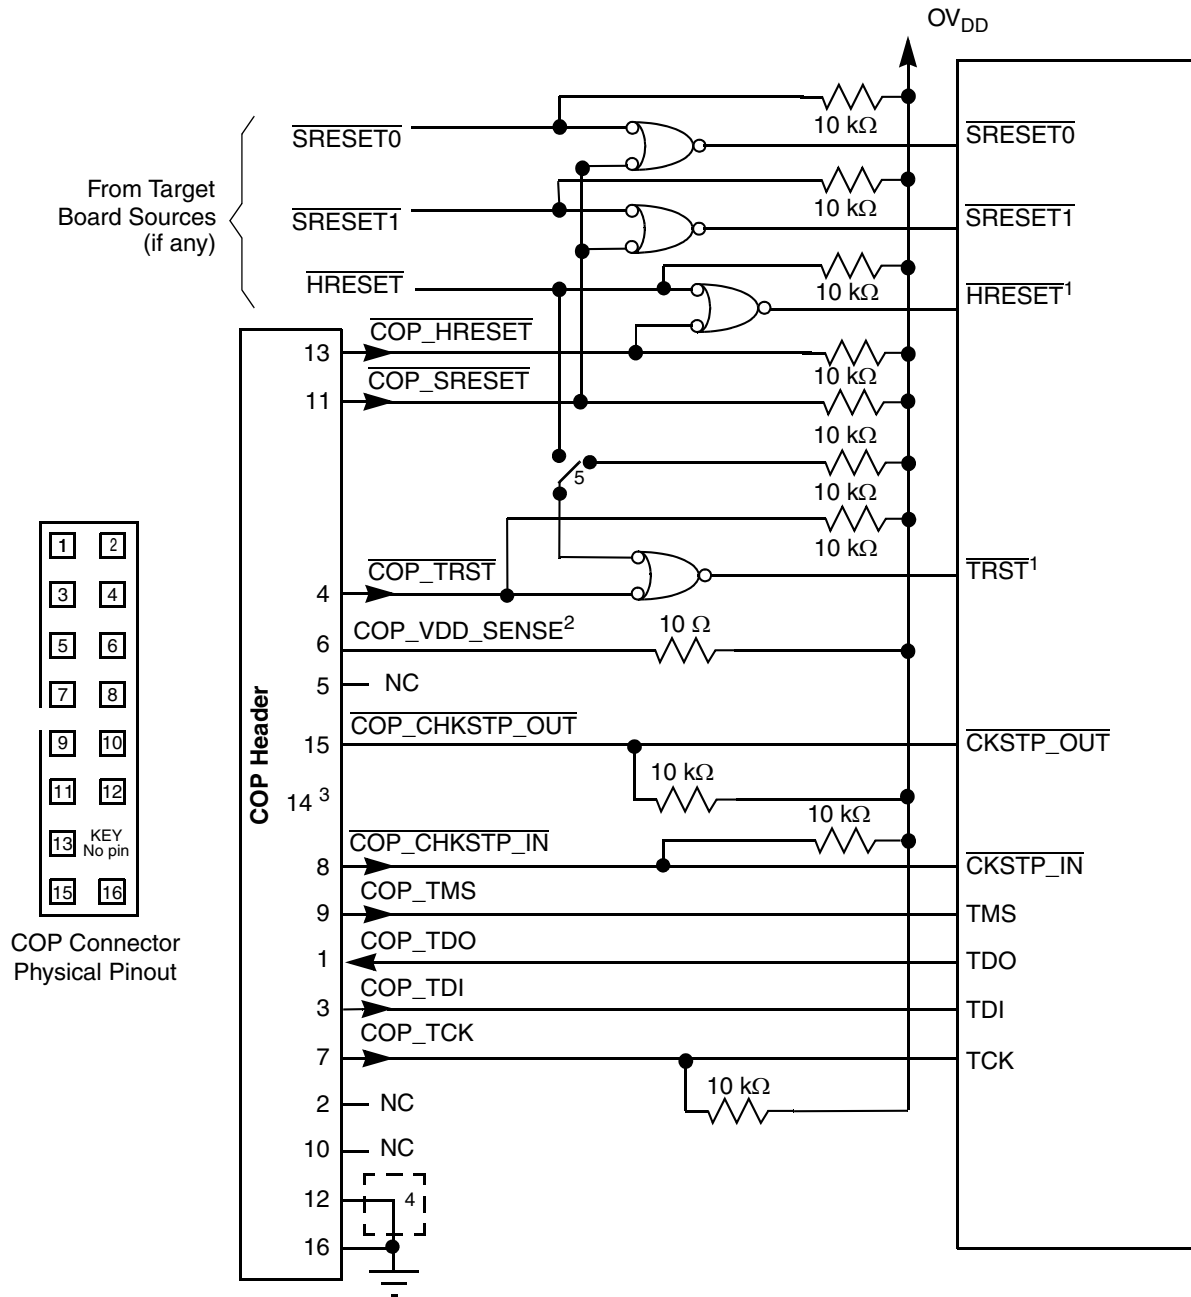 OVDD
10 kΩ
SRESET0
SRESET0
10 kΩ
From Target
Board Sources
(if any)
SRESET1
SRESET1
HRESET
10 kΩ
HRESET1
13
COP_HRESET
10 kΩ
11
COP_SRESET
10 kΩ
5
10 kΩ
10 kΩ
4
COP_TRST
TRST1
6
COP_VDD_SENSE2
10 Ω
5
NC
15
COP_CHKSTP_OUT
CKSTP_OUT
10 kΩ
14 3
10 kΩ
8
COP_CHKSTP_IN
CKSTP_IN
9
COP_TMS
TMS
1
COP_TDO
TDO
3
COP_TDI
TDI
7
COP_TCK
TCK
10 kΩ
2
NC
10
NC
12
4
16
COP Header
1 2
3 4
5 6
7 8
9 10
11 12
13 KEY
No pin
15 16
COP Connector
Physical Pinout